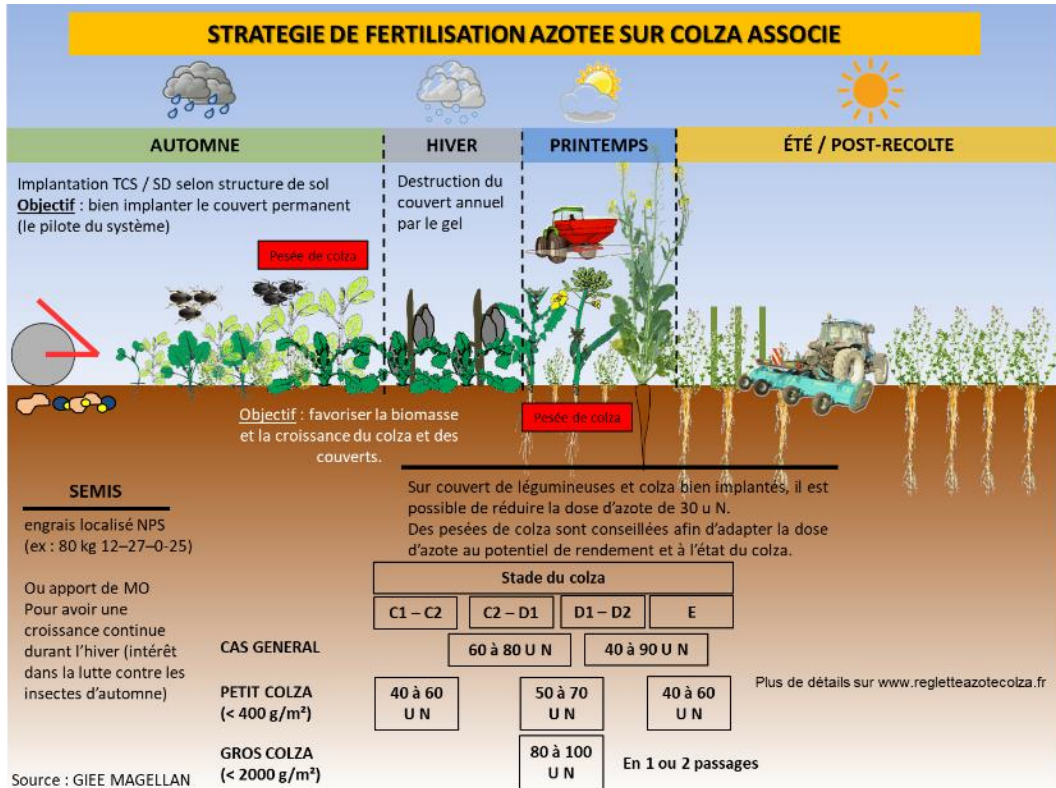 STRATEGIE DE FERTILISATION AZOTEE SUR COLZA ASSOCIE
AUTOMNE
HIVER
PRINTEMPS
ÉTÉ / POST-RECOLTE
Implantation TCS / SD selon structure de sol
Objectif : bien implanter le couvert permanent
(le pilote du système)
Destruction du
couvert annuel
par le gel
Pesée de colza
Objectif : favoriser la biomasse
et la croissance du colza et des
couverts.
Pesée de colza
SEMIS
engrais localisé NPS
(ex : 80 kg 12–27–0-25)
Ou apport de MO
Pour avoir une
croissance continue
durant l'hiver (intérêt
dans la lutte contre les
insectes d'automne)
Sur couvert de légumineuses et colza bien implantés, il est
possible de réduire la dose d'azote de 30 u N.
Des pesées de colza sont conseillées afin d'adapter la dose
d'azote au potentiel de rendement et à l'état du colza.
Stade du colza
C1 – C2
C2 – D1
D1 – D2
E
CAS GENERAL
60 à 80 U N
40 à 90 U N
PETIT COLZA
(< 400 g/m²)
40 à 60
U N
50 à 70
U N
40 à 60
U N
Plus de détails sur www.regletteazotecolza.fr
GROS COLZA
(< 2000 g/m²)
80 à 100
U N
En 1 ou 2 passages
Source : GIEE MAGELLAN